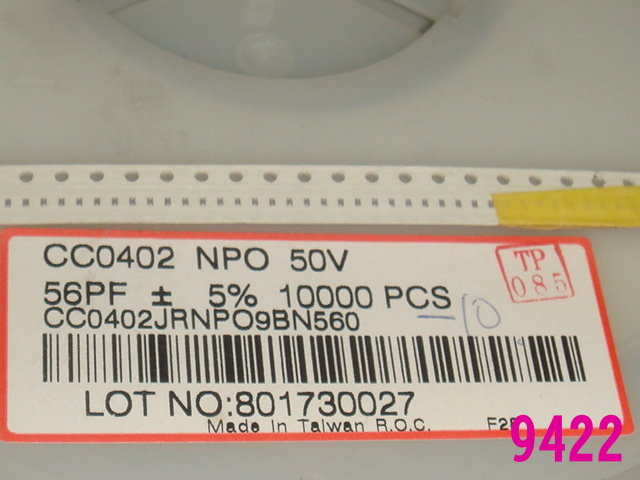 CC0402 NPO 50V
TP
085
56PF ± 5% 10000 PCS
-10
CC0402JRNPO9BN560
LOT NO:801730027
Made In Taiwan R.O.C.
9422